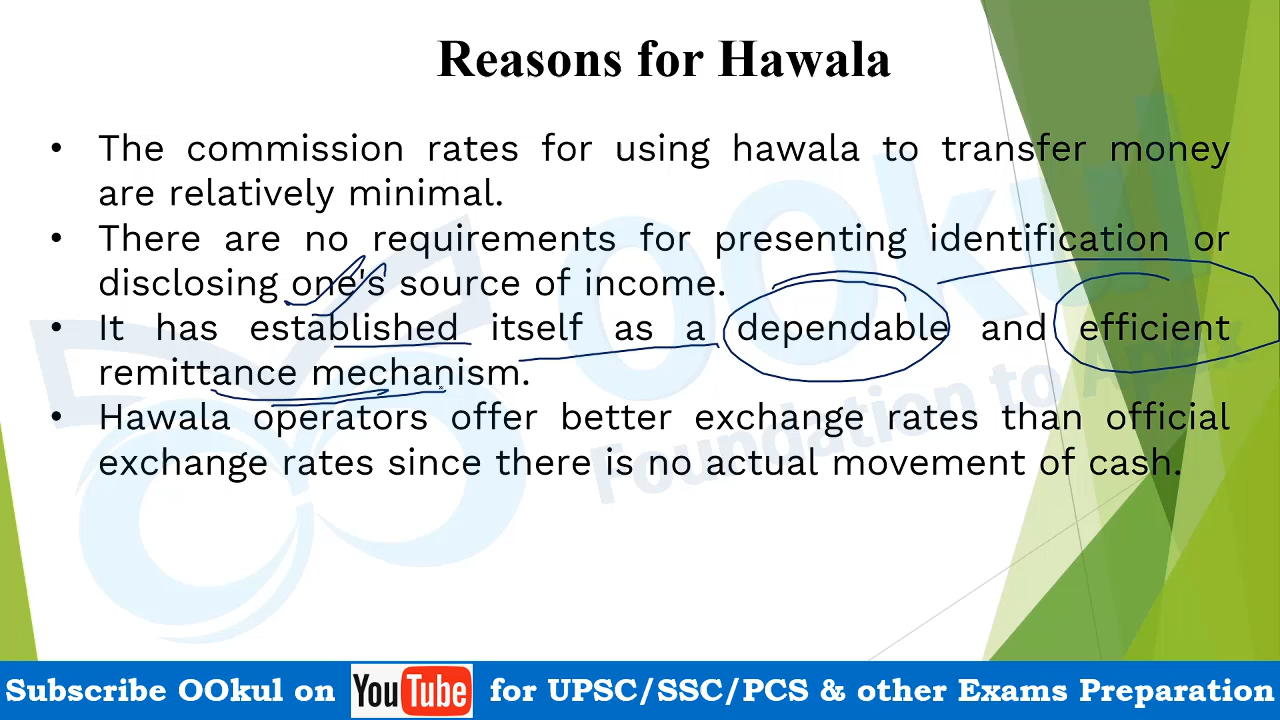 Reasons for Hawala
• The commission rates for using hawala to transfer money
are relatively minimal.
• There are no requirements for presenting identification or
disclosing one's source of income.
• It has established itself as a dependable and efficient
remittance mechanism.
• Hawala operators offer better exchange rates than official
exchange rates since there is no actual movement of cash.
OOkul
Foundation to
Subscribe OOkul on YouTube for UPSC/SSC/PCS & other Exams Preparation